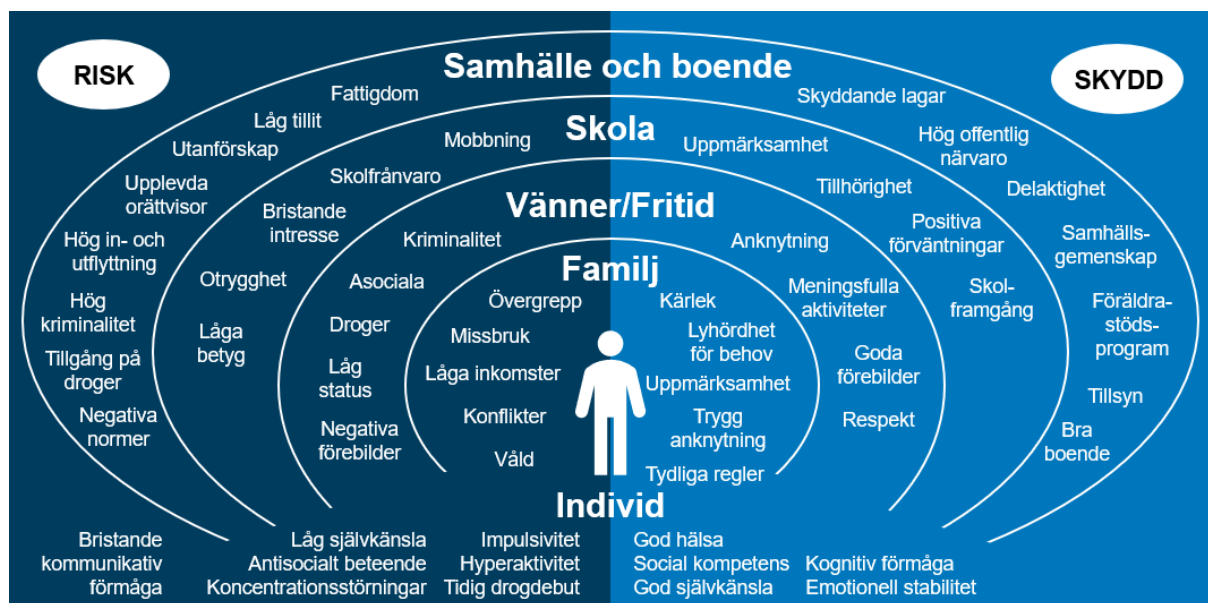 RISK
SKYDD
Samhälle och boende
Fattigdom
Låg tillit
Utanförskap
Upplevda
orättvisor
Hög in- och
utflyttning
Hög
kriminalitet
Tillgång på
droger
Negativa
normer
Skyddande lagar
Hög offentlig
närvaro
Delaktighet
Samhälls-
gemenskap
Föräldra-
stöds-
program
Tillsyn
Bra
boende
Skola
Mobbning
Skolfrånvaro
Bristande
intresse
Otrygghet
Låga
betyg
Uppmärksamhet
Tillhörighet
Positiva
förväntningar
Skol-
framgång
Vänner/Fritid
Kriminalitet
Asociala
Droger
Låg
status
Negativa
förebilder
Anknytning
Meningsfulla
aktiviteter
Goda
förebilder
Respekt
Familj
Övergrepp
Missbruk
Låga inkomster
Konflikter
Våld
Kärlek
Lyhördhet
för behov
Uppmärksamhet
Trygg
anknytning
Tydliga regler
Individ
Bristande
kommunikativ
förmåga
Låg självkänsla
Antisocialt beteende
Koncentrationsstörningar
Impulsivitet
Hyperaktivitet
Tidig drogdebut
God hälsa
Social kompetens
God självkänsla
Kognitiv förmåga
Emotionell stabilitet